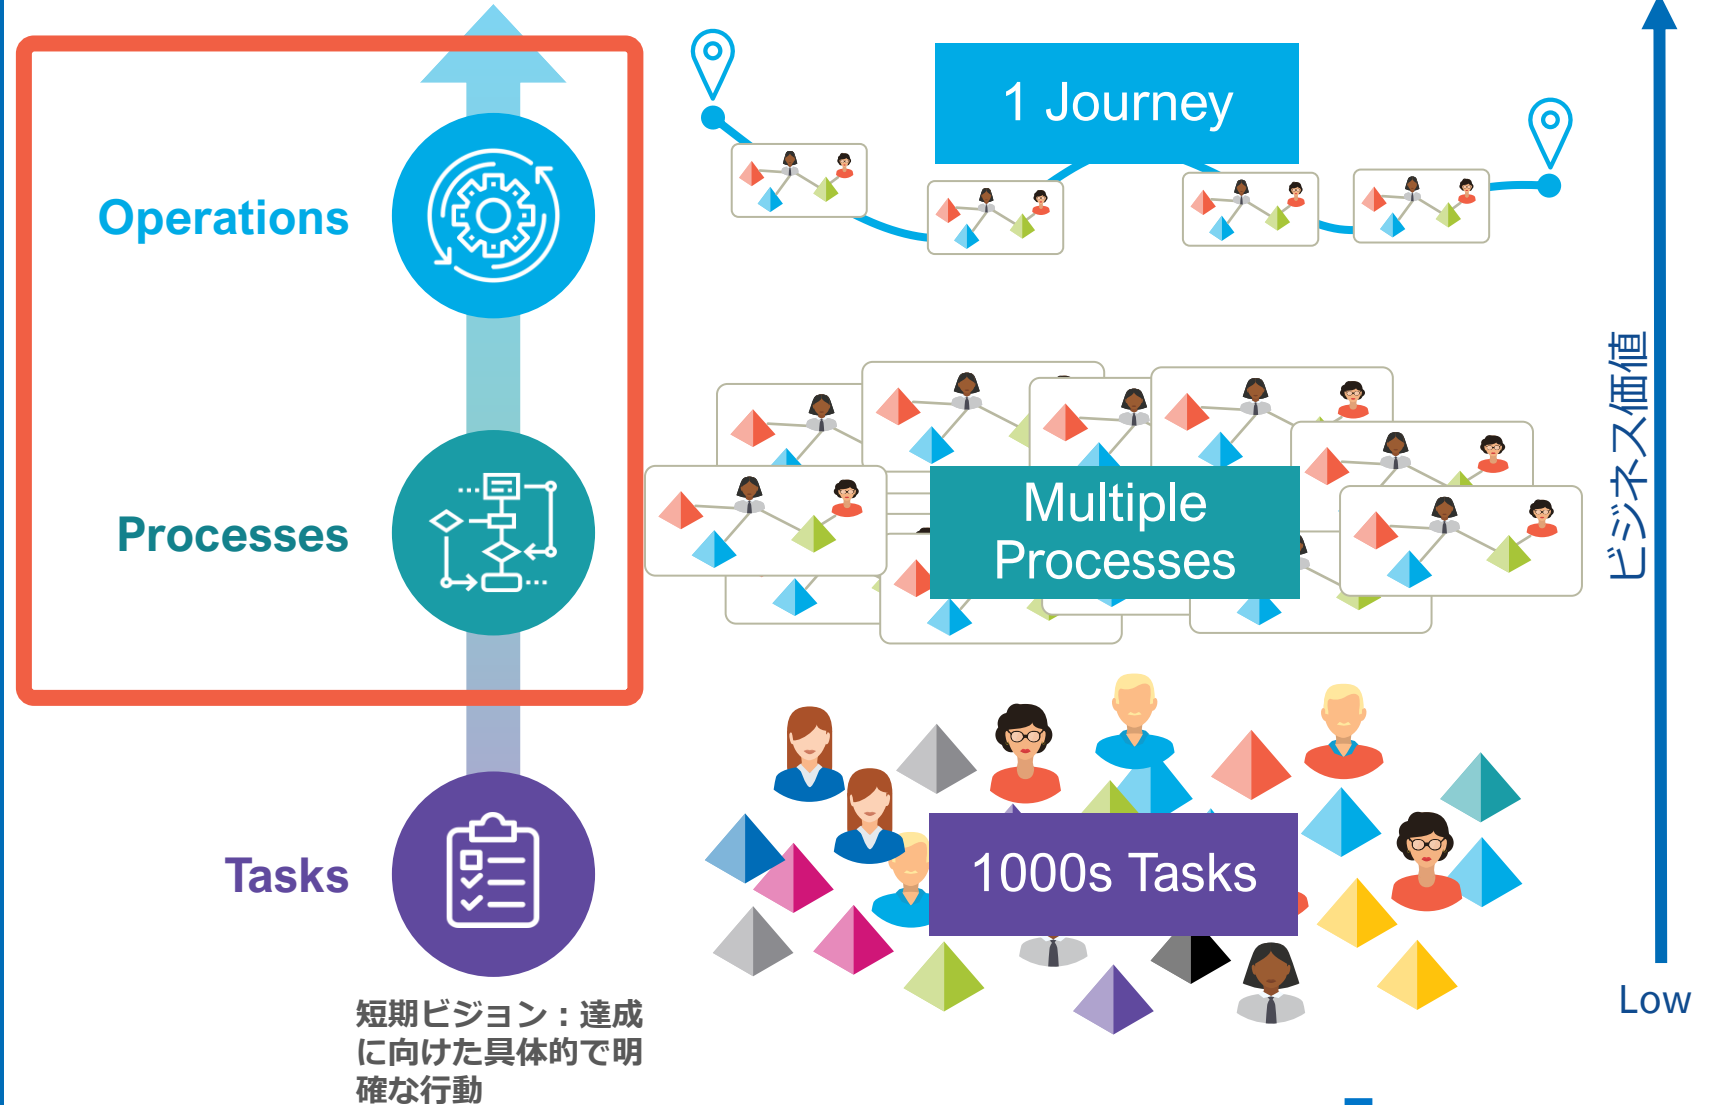 1 Journey
Operations
ビジネス価値
Multiple
Processes
Processes
1000s Tasks
Tasks
Low
短期ビジョン：達成
に向けた具体的で明
確な行動